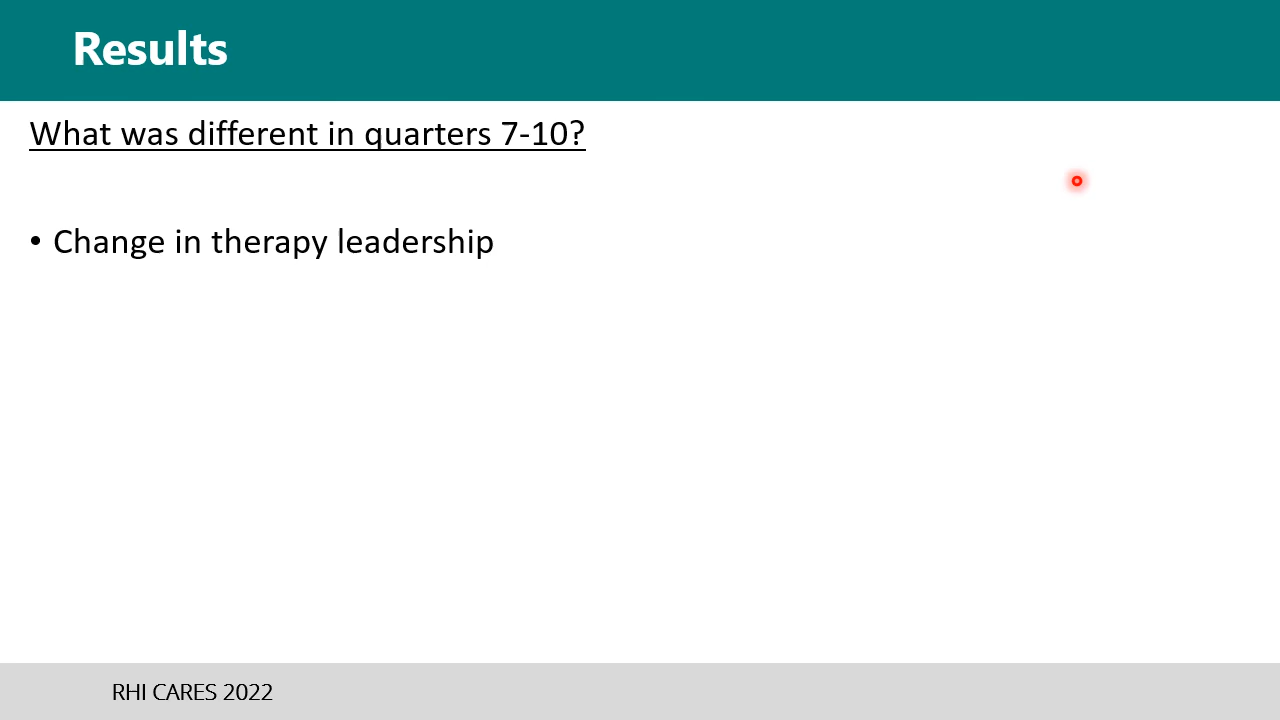 Results
What was different in quarters 7-10?
• Change in therapy leadership
RHI CARES 2022